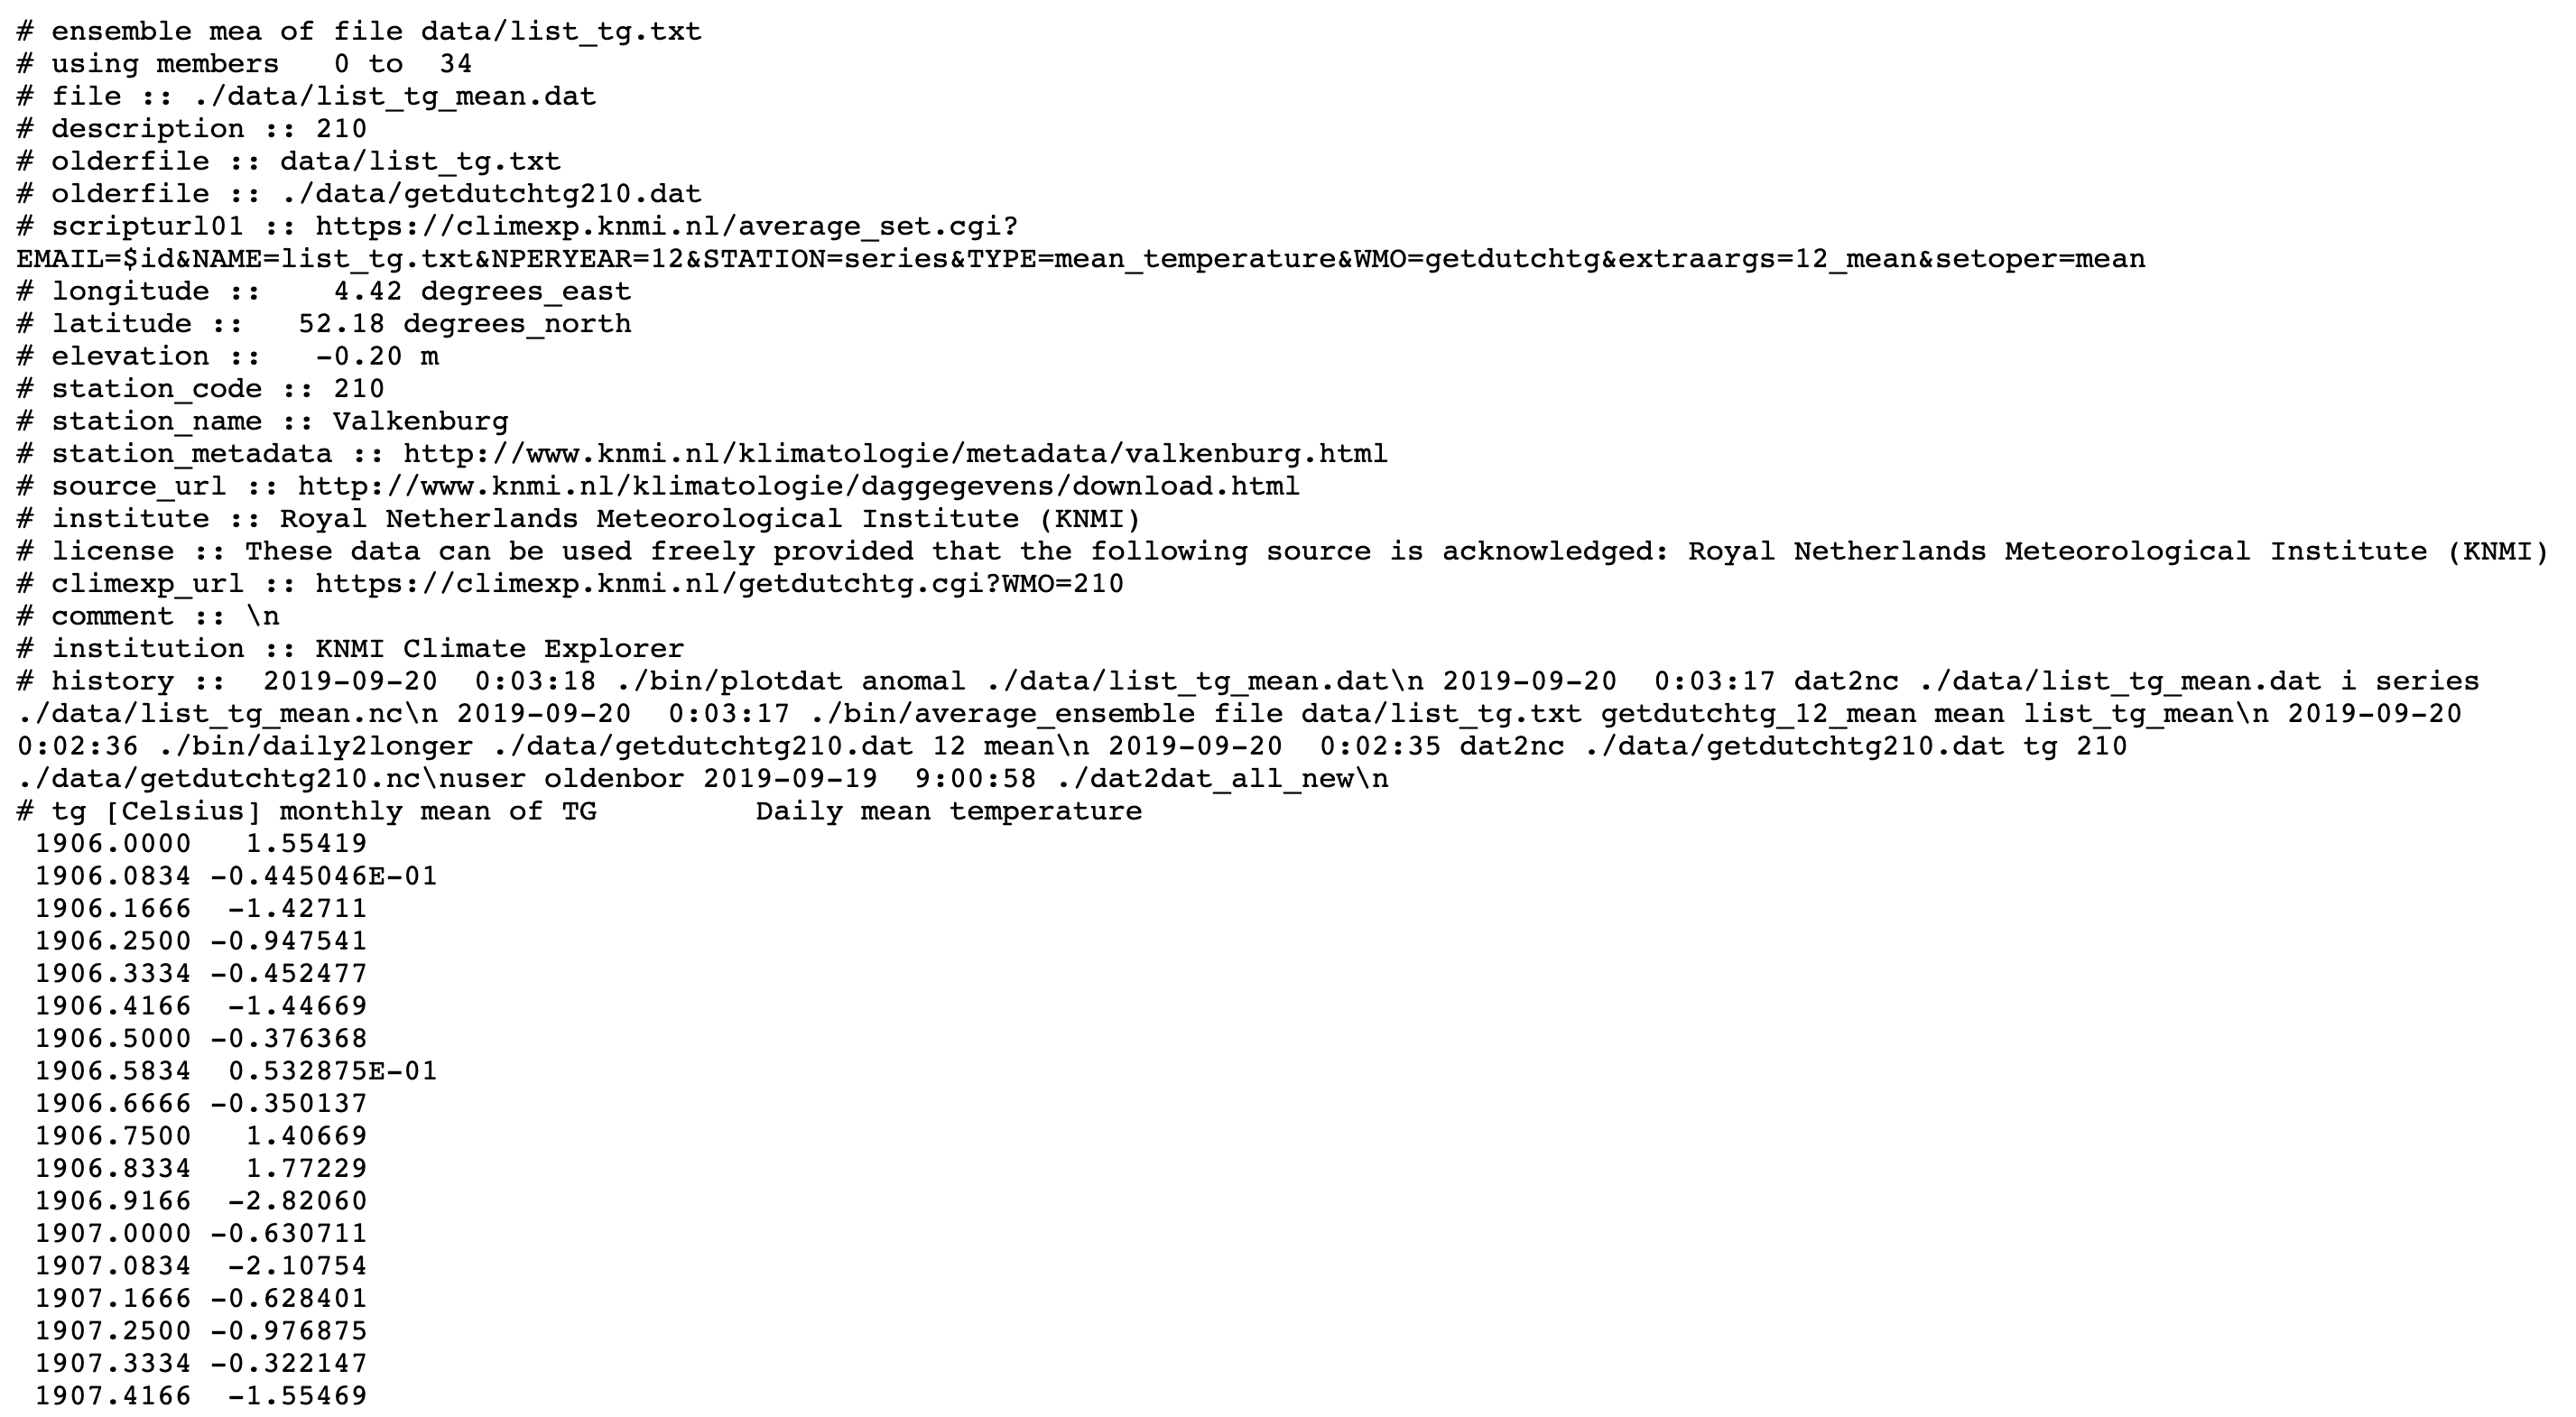 # ensemble mea of file data/list_tg.txt
# using members   0 to  34
# file :: ./data/list_tg_mean.dat
# description :: 210
# olderfile :: data/list_tg.txt
# olderfile :: ./data/getdutchtg210.dat
# scripturl01 :: https://climexp.knmi.nl/average_set.cgi?
EMAIL=$id&NAME=list_tg.txt&NPERYEAR=12&STATION=series&TYPE=mean_temperature&WMO=getdutchtg&extraargs=12_mean&setoper=mean
# longitude ::    4.42 degrees_east
# latitude ::   52.18 degrees_north
# elevation ::   -0.20 m
# station_code :: 210
# station_name :: Valkenburg
# station_metadata :: http://www.knmi.nl/klimatologie/metadata/valkenburg.html
# source_url :: http://www.knmi.nl/klimatologie/daggegevens/download.html
# institute :: Royal Netherlands Meteorological Institute (KNMI)
# license :: These data can be used freely provided that the following source is acknowledged: Royal Netherlands Meteorological Institute (KNMI)
# climexp_url :: https://climexp.knmi.nl/getdutchtg.cgi?WMO=210
# comment :: \n
# institution :: KNMI Climate Explorer
# history ::  2019-09-20  0:03:18 ./bin/plotdat anomal ./data/list_tg_mean.dat\n 2019-09-20  0:03:17 dat2nc ./data/list_tg_mean.dat i series
./data/list_tg_mean.nc\n 2019-09-20  0:03:17 ./bin/average_ensemble file data/list_tg.txt getdutchtg_12_mean mean list_tg_mean\n 2019-09-20
0:02:36 ./bin/daily2longer ./data/getdutchtg210.dat 12 mean\n 2019-09-20  0:02:35 dat2nc ./data/getdutchtg210.dat tg 210
./data/getdutchtg210.nc\nuser oldenbor 2019-09-19  9:00:58 ./dat2dat_all_new\n
# tg [Celsius] monthly mean of TG         Daily mean temperature
 1906.0000   1.55419
 1906.0834 -0.445046E-01
 1906.1666  -1.42711
 1906.2500 -0.947541
 1906.3334 -0.452477
 1906.4166  -1.44669
 1906.5000 -0.376368
 1906.5834  0.532875E-01
 1906.6666 -0.350137
 1906.7500   1.40669
 1906.8334   1.77229
 1906.9166  -2.82060
 1907.0000 -0.630711
 1907.0834  -2.10754
 1907.1666 -0.628401
 1907.2500 -0.976875
 1907.3334 -0.322147
 1907.4166  -1.55469